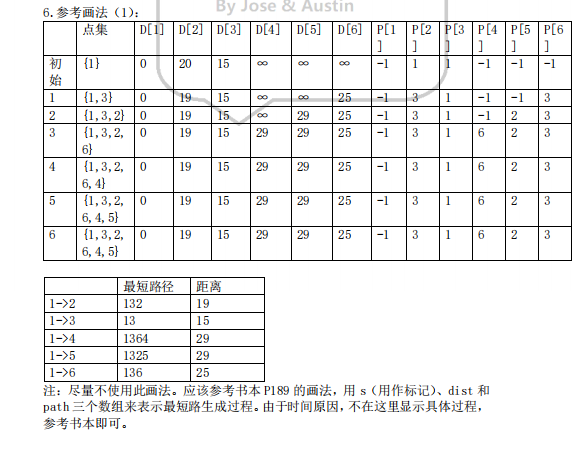 By Jose & Austin
6.参考画法（1）：
点集 D[1] D[2] D[3] D[4] D[5] D[6] P[1] P[2] P[3] P[4] P[5] P[6]
初始 {1} 0 20 15 ∞ ∞ ∞ -1 1 1 -1 -1 -1
1 {1,3} 0 19 15 ∞ ∞ 25 -1 3 1 -1 -1 3
2 {1,3,2} 0 19 15 ∞ 29 25 -1 3 1 -1 2 3
3 {1,3,2,6} 0 19 15 29 29 25 -1 3 1 6 2 3
4 {1,3,2,6,4} 0 19 15 29 29 25 -1 3 1 6 2 3
5 {1,3,2,6,4,5} 0 19 15 29 29 25 -1 3 1 6 2 3
6 {1,3,2,6,4,5} 0 19 15 29 29 25 -1 3 1 6 2 3
最短路径 距离
1->2 132 19
1->3 13 15
1->4 1364 29
1->5 1325 29
1->6 136 25
注：尽量不使用此画法。应该参考书本 P189 的画法，用 s（用作标记）、dist 和
path 三个数组来表示最短路生成过程。由于时间原因，不在这里显示具体过程，
参考书本即可。